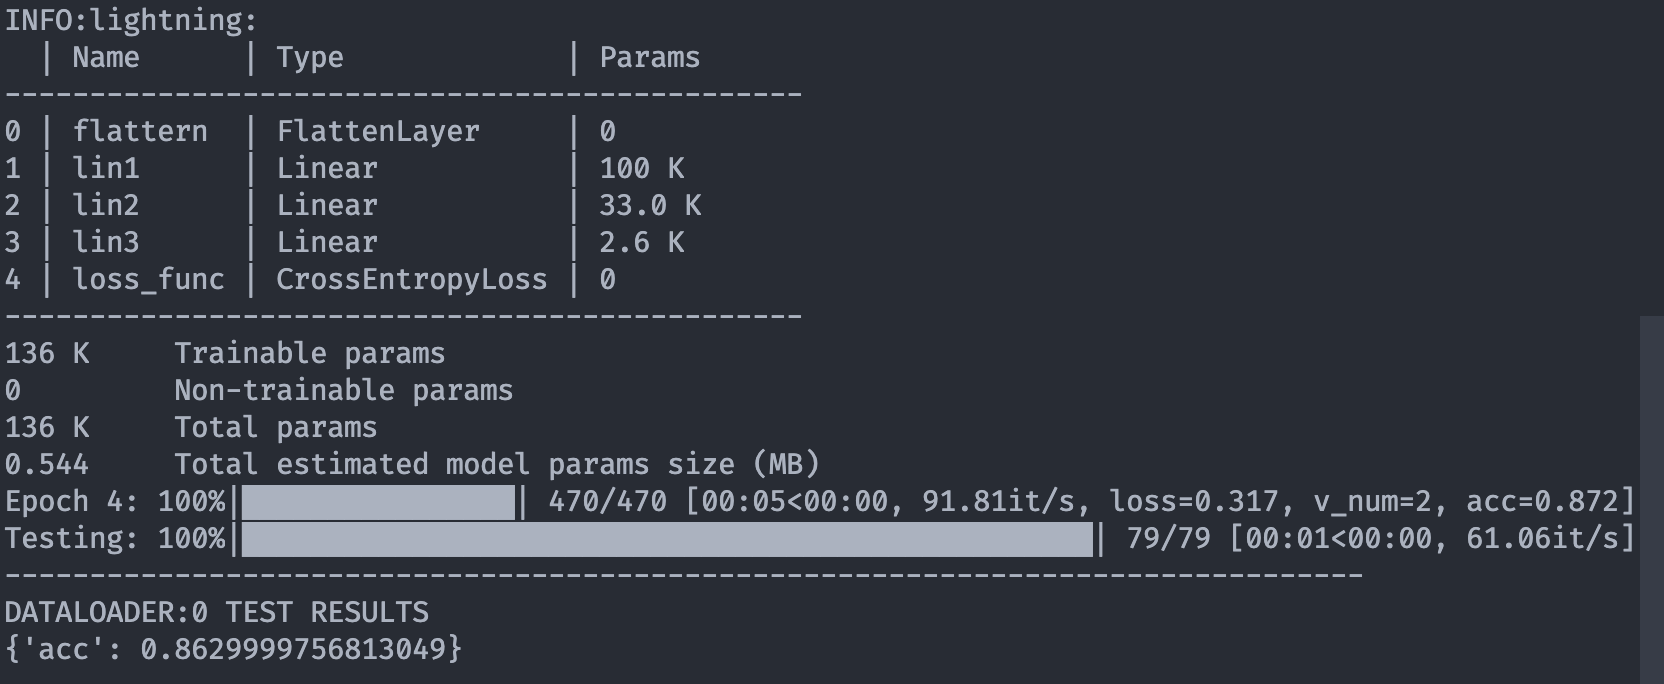 INFO:lightning:
  | Name      | Type             | Params
-----------------------------------------------
0 | flattern  | FlattenLayer     | 0
1 | lin1      | Linear           | 100 K
2 | lin2      | Linear           | 33.0 K
3 | lin3      | Linear           | 2.6 K
4 | loss_func | CrossEntropyLoss | 0
-----------------------------------------------
136 K     Trainable params
0         Non-trainable params
136 K     Total params
0.544     Total estimated model params size (MB)
Epoch 4: 100%|████████████████| 470/470 [00:05<00:00, 91.81it/s, loss=0.317, v_num=2, acc=0.872]
Testing: 100%|██████████████████████████████████████████████████| 79/79 [00:01<00:00, 61.06it/s]
--------------------------------------------------------------------------------
DATALOADER:0 TEST RESULTS
{'acc': 0.8629999756813049}